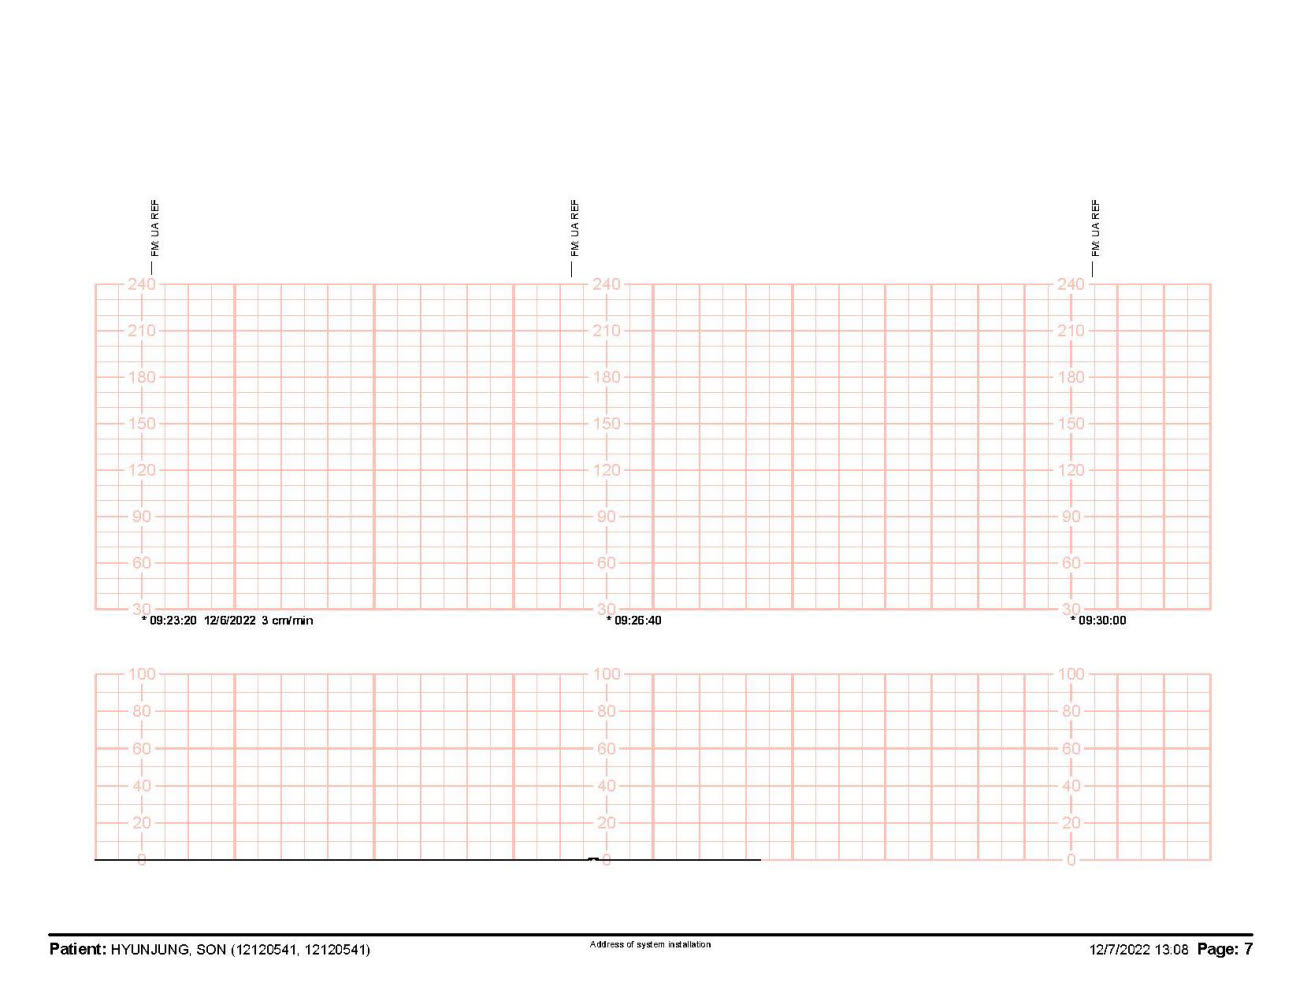 FM: UA REF FM: UA REF FM: UA REF
240 240 240
210 210 210
180 180 180
150 150 150
120 120 120
90 90 90
60 60 60
30 30 30
* 09:23:20 12/6/2022 3 cm/min * 09:26:40 * 09:30:00
100 100 100
80 80 80
60 60 60
40 40 40
20 20 20
0 0 0
Patient: HYUNJUNG, SON (12120541, 12120541) Address of system installation 12/7/2022 13:08 Page: 7